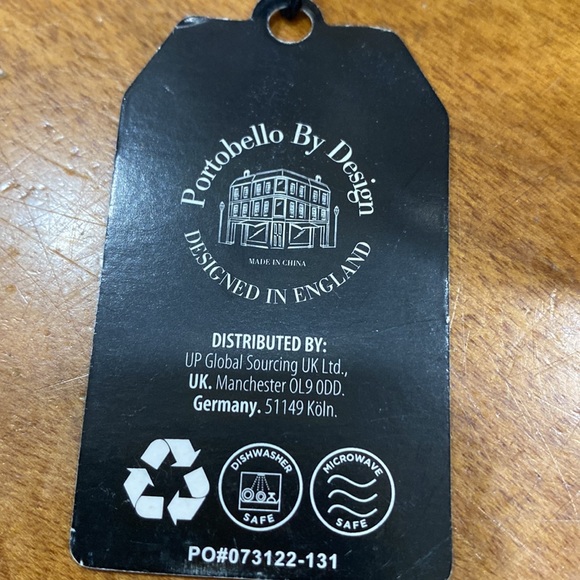 Portobello By Design
MADE IN CHINA
DESIGNED IN ENGLAND
DISTRIBUTED BY:
UP Global Sourcing UK Ltd.,
UK. Manchester OL9 0DD.
Germany. 51149 Köln.
DISHWASHER
SAFE
MICROWAVE
SAFE
PO#073122-131